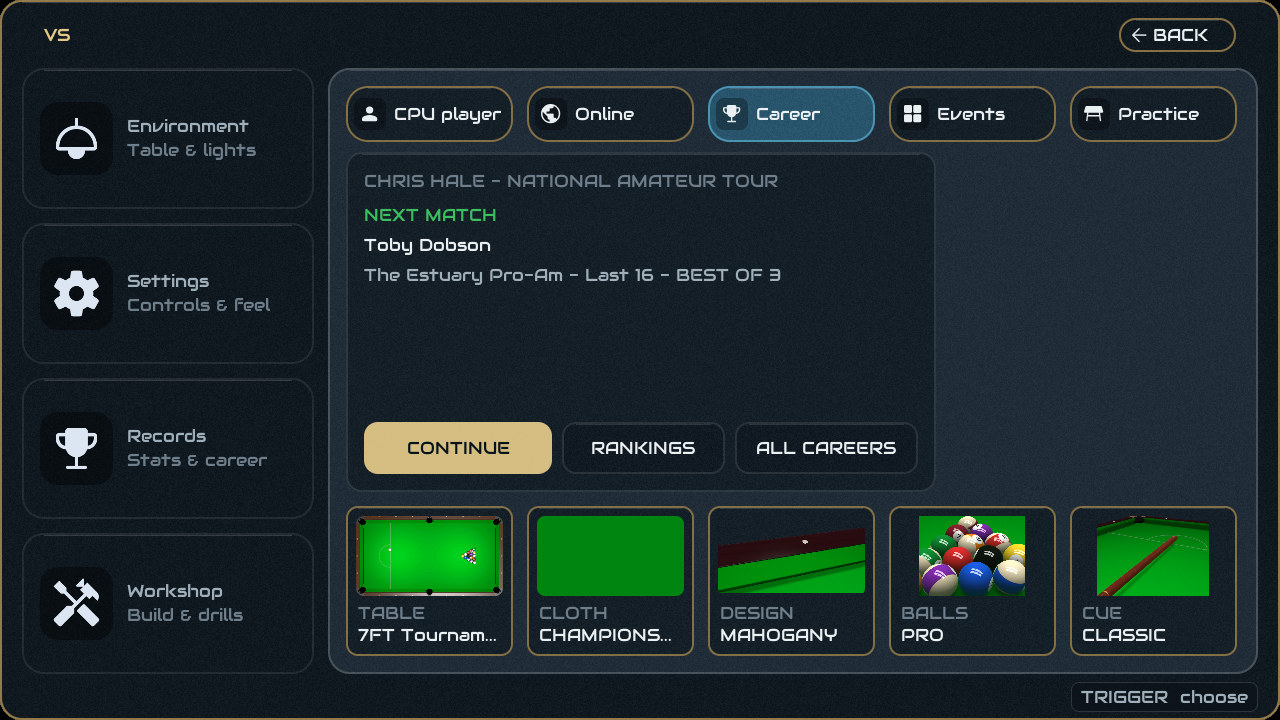 VS
BACK
Environment
Table & lights
Settings
Controls & feel
Records
Stats & career
Workshop
Build & drills
CPU player
Online
Career
Events
Practice
CHRIS HALE - NATIONAL AMATEUR TOUR
NEXT MATCH
Toby Dobson
The Estuary Pro-Am - Last 16 - BEST OF 3
CONTINUE
RANKINGS
ALL CAREERS
TABLE
7FT Tournam...
CLOTH
CHAMPIONS...
DESIGN
MAHOGANY
BALLS
PRO
CUE
CLASSIC
TRIGGER choose